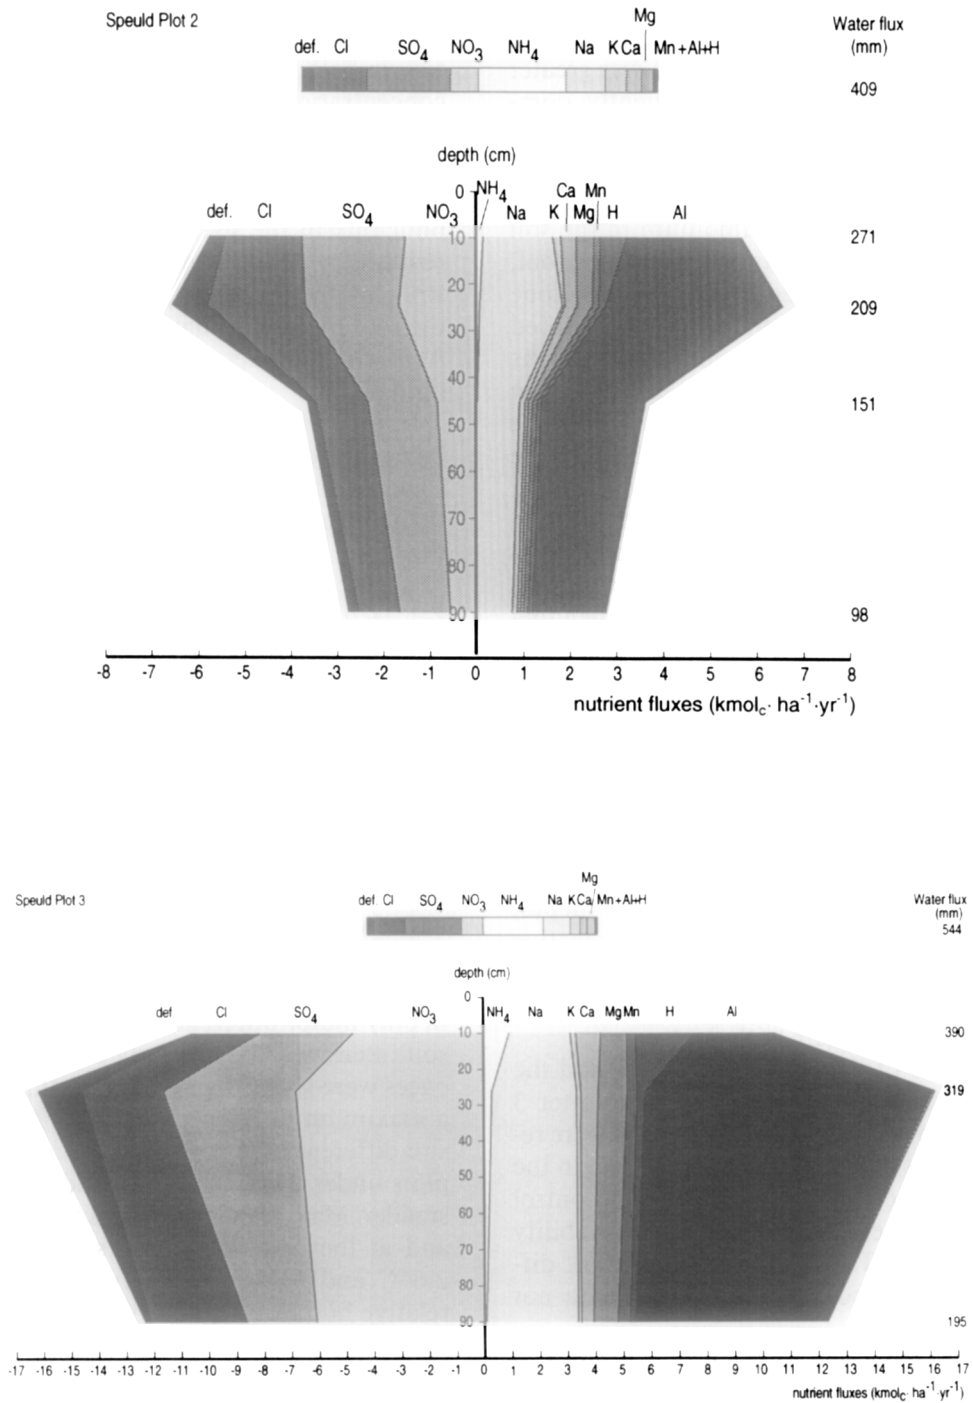 Speuld Plot 2
Mg
Water flux
(mm)
def. Cl SO4 NO3 NH4 Na K Ca Mn+Al+H
409
depth (cm)
0 NH4 Ca Mn
def. Cl SO4 NO3 Na K Mg H Al
10 271
20
209
30
40
151
50
60
70
80
90 98
-8 -7 -6 -5 -4 -3 -2 -1 0 1 2 3 4 5 6 7 8
nutrient fluxes (kmolc· ha-1·yr-1)
Mg
Speuld Plot 3 def. Cl SO4 NO3 NH4 Na K Ca Mn+Al+H Water flux
(mm)
544
depth (cm)
0
def Cl SO4 NO3 NH4 Na K Ca Mg Mn H Al
10 390
20
319
30
40
50
60
70
80
90 195
-17 -16 -15 -14 -13 -12 -11 -10 -9 -8 -7 -6 -5 -4 -3 -2 -1 0 1 2 3 4 5 6 7 8 9 10 11 12 13 14 15 16 17
nutrient fluxes (kmolc· ha-1·yr-1)